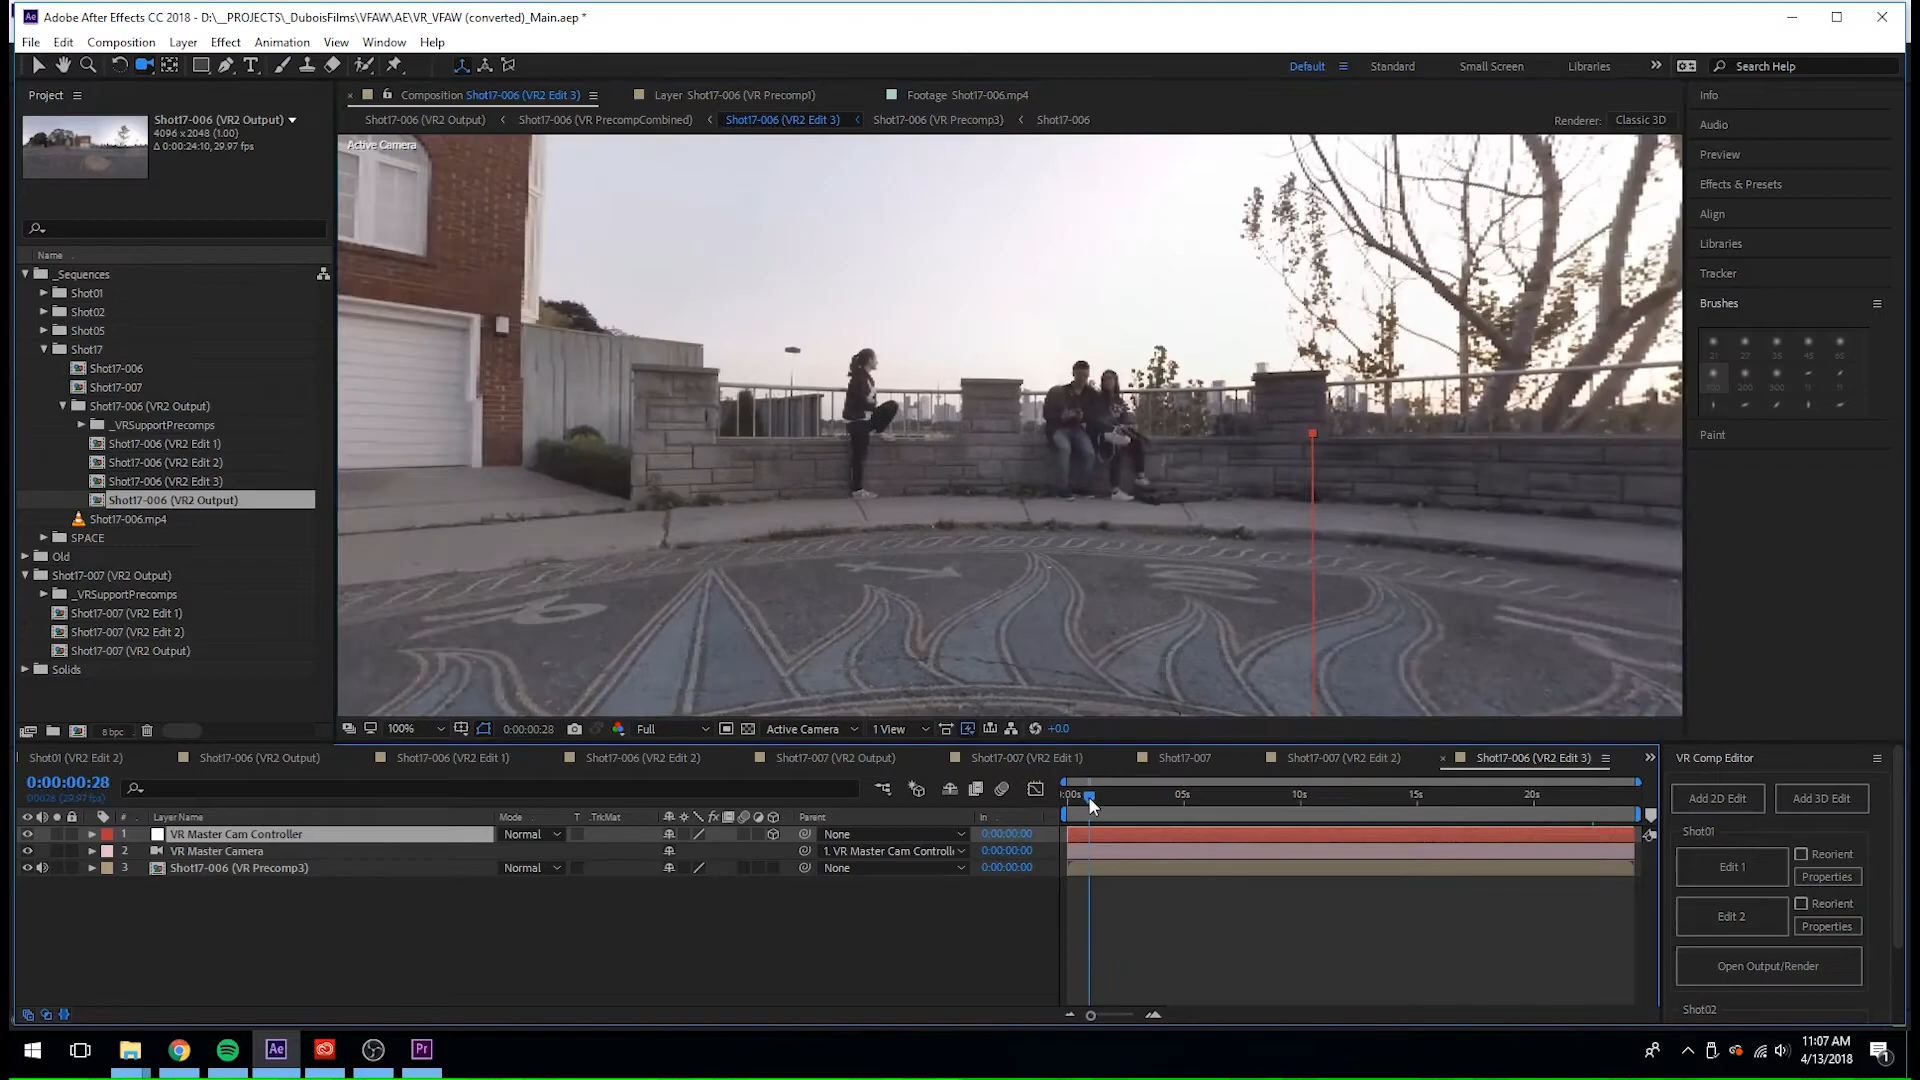 Adobe After Effects CC 2018 - D:\__PROJECTS\_DuboisFilms\VFAW\AE\VR_VFAW (converted)_Main.aep *
File Edit Composition Layer Effect Animation View Window Help
Default Standard Small Screen Libraries Search Help
Project
Composition Shot17-006 (VR2 Edit 3) Layer Shot17-006 (VR Precomp1) Footage Shot17-006.mp4
Shot17-006 (VR2 Output) Shot17-006 (VR PrecompCombined) Shot17-006 (VR2 Edit 3) Shot17-006 (VR Precomp3) Shot17-006 Renderer: Classic 3D
Shot17-006 (VR2 Output)
4096 x 2048 (1.00)
Δ 0:00:24:10, 29.97 fps
Active Camera
Name
_Sequences
Shot01
Shot02
Shot05
Shot17
Shot17-006
Shot17-007
Shot17-006 (VR2 Output)
_VRSupportPrecomps
Shot17-006 (VR2 Edit 1)
Shot17-006 (VR2 Edit 2)
Shot17-006 (VR2 Edit 3)
Shot17-006 (VR2 Output)
Shot17-006.mp4
SPACE
Old
Shot17-007 (VR2 Output)
_VRSupportPrecomps
Shot17-007 (VR2 Edit 1)
Shot17-007 (VR2 Edit 2)
Shot17-007 (VR2 Output)
Solids
8 bpc
Info
Audio
Preview
Effects & Presets
Align
Libraries
Tracker
Brushes
21 27 35 45 65
100 200 300 11 11
Paint
100% 0:00:00:28 Full Active Camera 1 View +0.0
Shot01 (VR2 Edit 2) Shot17-006 (VR2 Output) Shot17-006 (VR2 Edit 1) Shot17-006 (VR2 Edit 2) Shot17-007 (VR2 Output) Shot17-007 (VR2 Edit 1) Shot17-007 Shot17-007 (VR2 Edit 2) Shot17-006 (VR2 Edit 3)
0:00:00:28
00028 (29.97 fps)
:00s 05s 10s 15s 20s
# Layer Name Mode T .TrkMat Parent In
1 VR Master Cam Controller Normal None 0:00:00:00
2 VR Master Camera 1. VR Master Cam Controll 0:00:00:00
3 Shot17-006 (VR Precomp3) Normal None 0:00:00:00
VR Comp Editor
Add 2D Edit Add 3D Edit
Shot01
Edit 1 Reorient
Properties
Edit 2 Reorient
Properties
Open Output/Render
Shot02
11:07 AM
4/13/2018